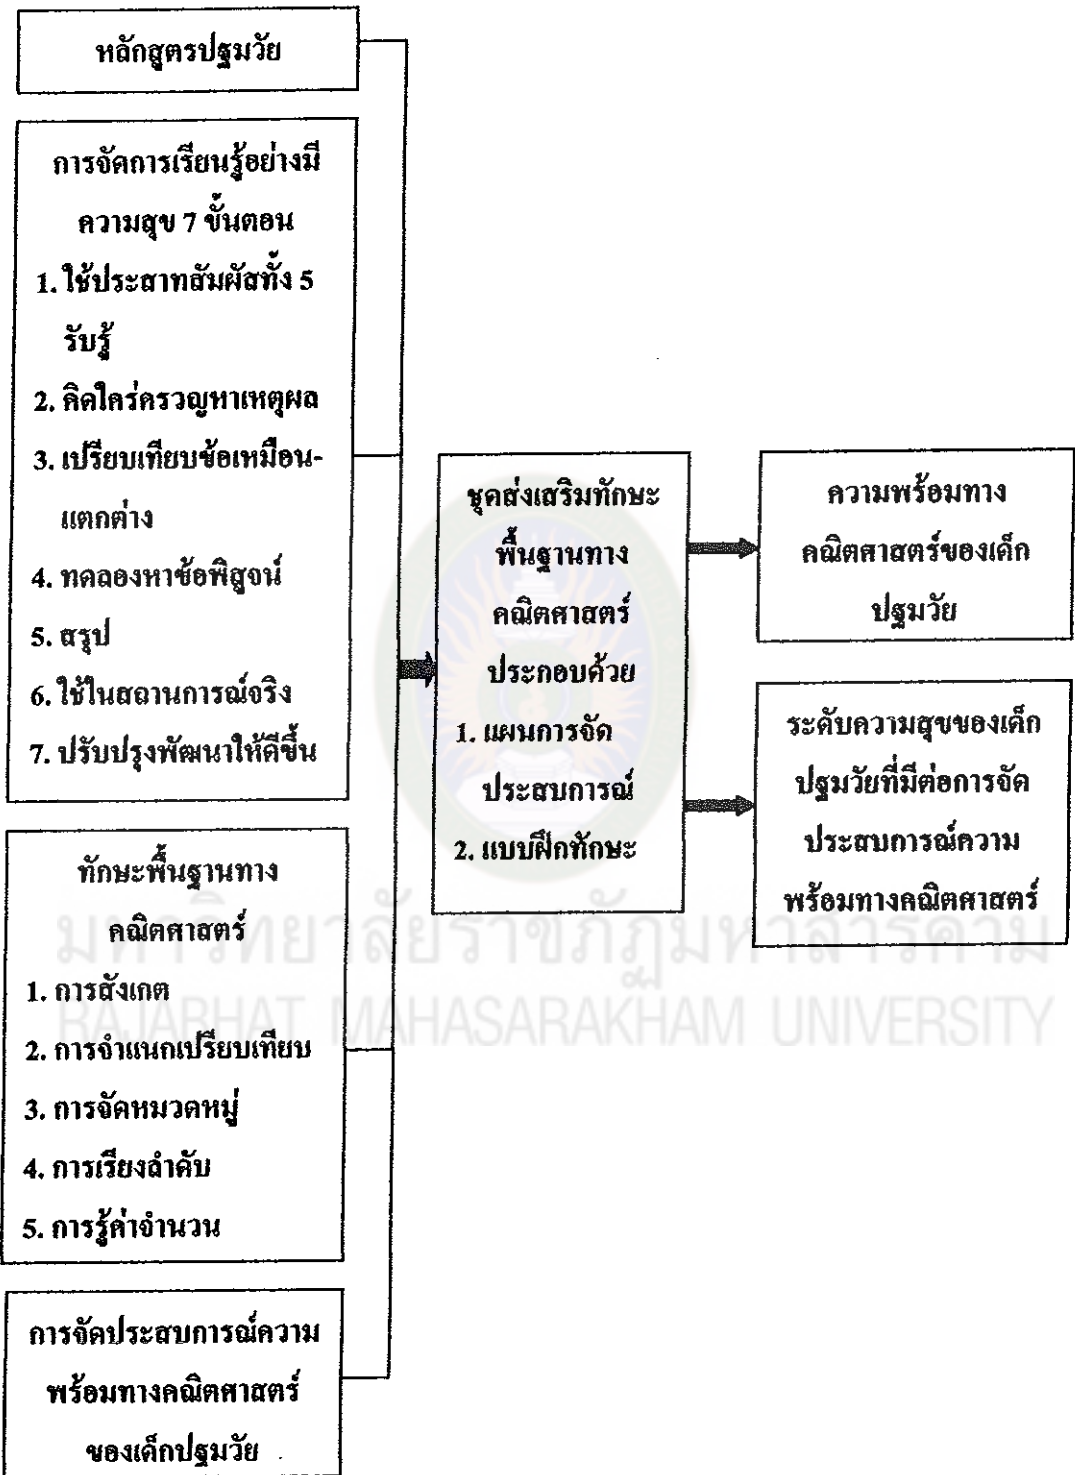 หลักสูตรปฐมวัย
การจัดการเรียนรู้อย่างมี
ความสุข 7 ขั้นตอน
1. ใช้ประสาทสัมผัสทั้ง 5
รับรู้
2. คิดใคร่ครวญหาเหตุผล
3. เปรียบเทียบข้อเหมือน-
แตกต่าง
4. ทดลองหาข้อพิสูจน์
5. สรุป
6. ใช้ในสถานการณ์จริง
7. ปรับปรุงพัฒนาให้ดีขึ้น
ทักษะพื้นฐานทาง
คณิตศาสตร์
1. การสังเกต
2. การจำแนกเปรียบเทียบ
3. การจัดหมวดหมู่
4. การเรียงลำดับ
5. การรู้ค่าจำนวน
การจัดประสบการณ์ความ
พร้อมทางคณิตศาสตร์
ของเด็กปฐมวัย
ชุดส่งเสริมทักษะ
พื้นฐานทาง
คณิตศาสตร์
ประกอบด้วย
1. แผนการจัด
ประสบการณ์
2. แบบฝึกทักษะ
ความพร้อมทาง
คณิตศาสตร์ของเด็ก
ปฐมวัย
ระดับความสุขของเด็ก
ปฐมวัยที่มีต่อการจัด
ประสบการณ์ความ
พร้อมทางคณิตศาสตร์
มหาวิทยาลัยราชภัฏมหาสารคาม
RAJABHAT MAHASARAKHAM UNIVERSITY